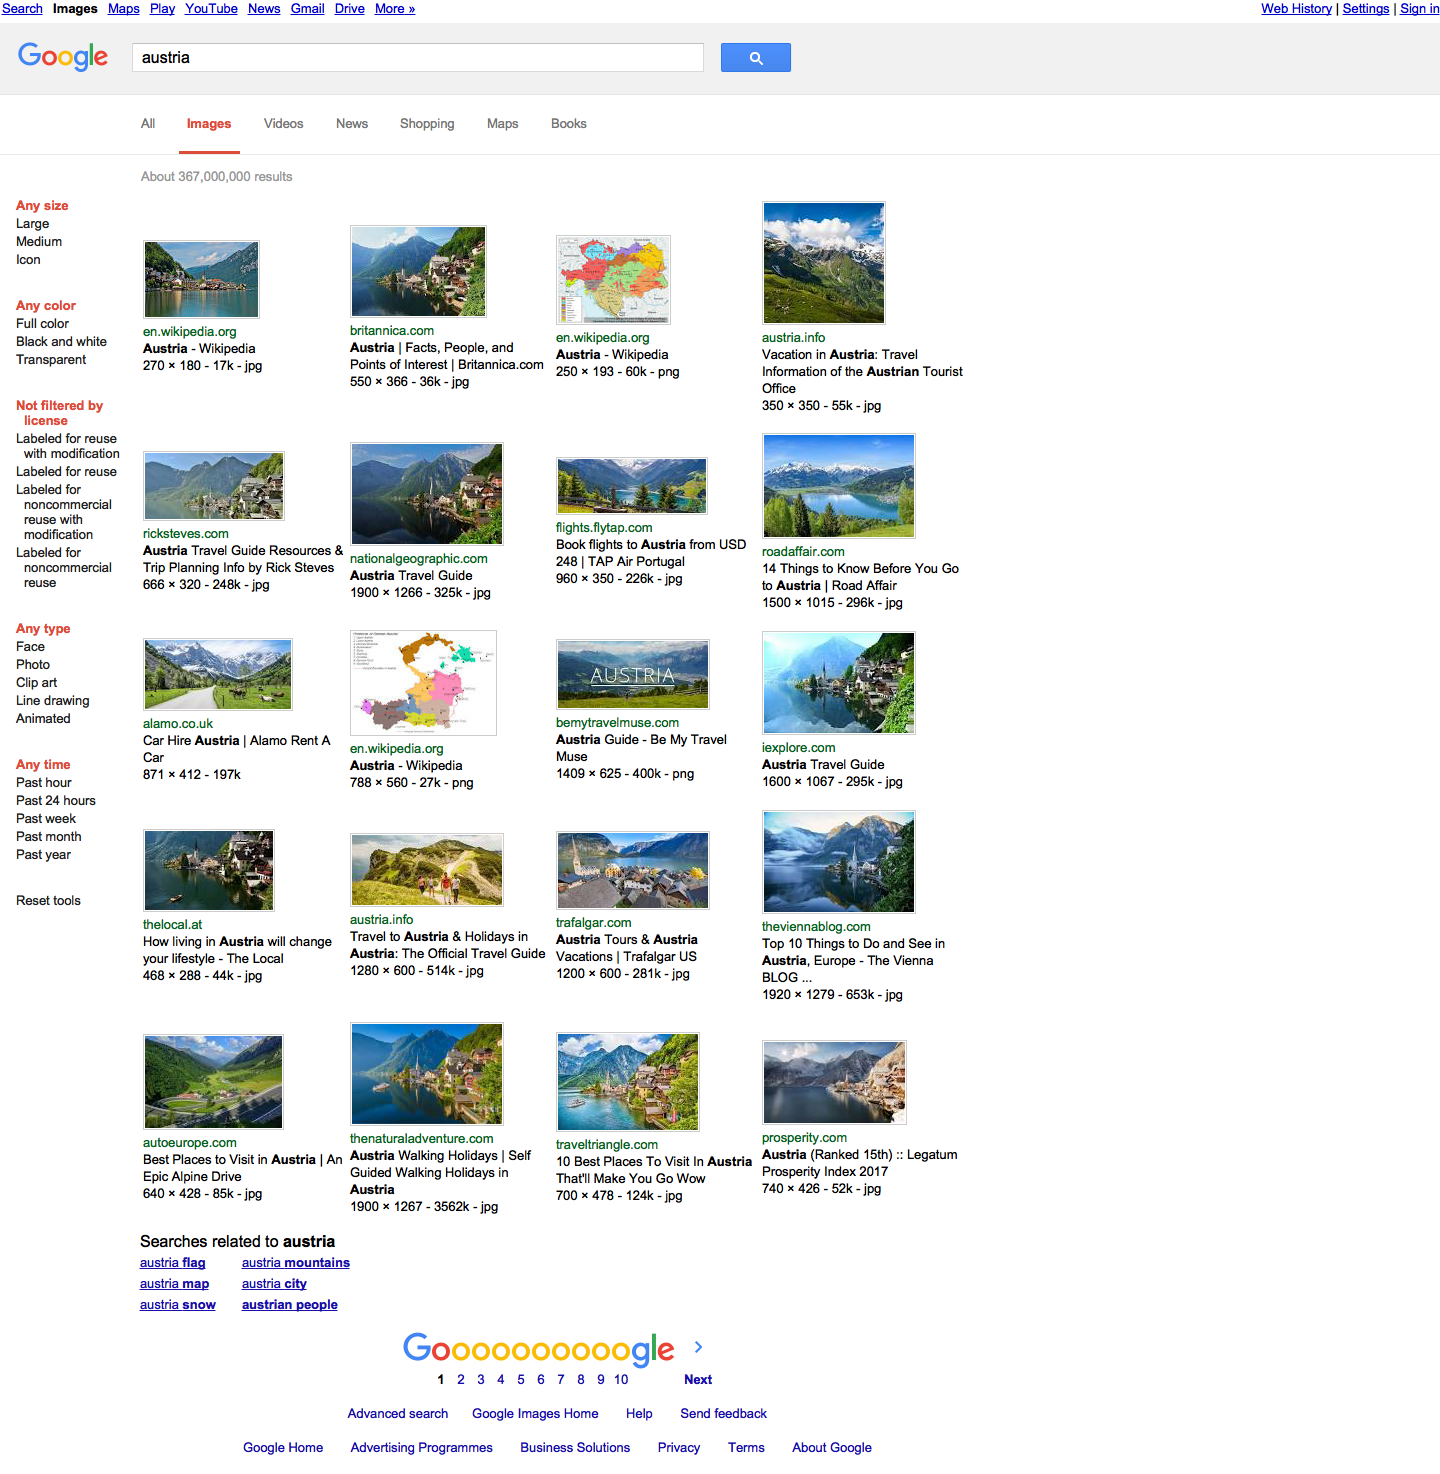 Search Images Maps Play YouTube News Gmail Drive More »
Web History | Settings | Sign in
Google
austria
All Images Videos News Shopping Maps Books
About 367,000,000 results
Any size
Large
Medium
Icon
Any color
Full color
Black and white
Transparent
Not filtered by
license
Labeled for reuse
with modification
Labeled for reuse
Labeled for
noncommercial
reuse with
modification
Labeled for
noncommercial
reuse
Any type
Face
Photo
Clip art
Line drawing
Animated
Any time
Past hour
Past 24 hours
Past week
Past month
Past year
Reset tools
en.wikipedia.org
Austria - Wikipedia
270 × 180 - 17k - jpg
britannica.com
Austria | Facts, People, and
Points of Interest | Britannica.com
550 × 366 - 36k - jpg
en.wikipedia.org
Austria - Wikipedia
250 × 193 - 60k - png
austria.info
Vacation in Austria: Travel
Information of the Austrian Tourist
Office
350 × 350 - 55k - jpg
ricksteves.com
Austria Travel Guide Resources &
Trip Planning Info by Rick Steves
666 × 320 - 248k - jpg
nationalgeographic.com
Austria Travel Guide
1900 × 1266 - 325k - jpg
flights.flytap.com
Book flights to Austria from USD
248 | TAP Air Portugal
960 × 350 - 226k - jpg
roadaffair.com
14 Things to Know Before You Go
to Austria | Road Affair
1500 × 1015 - 296k - jpg
alamo.co.uk
Car Hire Austria | Alamo Rent A
Car
871 × 412 - 197k
en.wikipedia.org
Austria - Wikipedia
788 × 560 - 27k - png
AUSTRIA
bemytravelmuse.com
Austria Guide - Be My Travel
Muse
1409 × 625 - 400k - png
iexplore.com
Austria Travel Guide
1600 × 1067 - 295k - jpg
thelocal.at
How living in Austria will change
your lifestyle - The Local
468 × 288 - 44k - jpg
austria.info
Travel to Austria & Holidays in
Austria: The Official Travel Guide
1280 × 600 - 514k - jpg
trafalgar.com
Austria Tours & Austria
Vacations | Trafalgar US
1200 × 600 - 281k - jpg
theviennablog.com
Top 10 Things to Do and See in
Austria, Europe - The Vienna
BLOG ...
1920 × 1279 - 653k - jpg
autoeurope.com
Best Places to Visit in Austria | An
Epic Alpine Drive
640 × 428 - 85k - jpg
thenaturaladventure.com
Austria Walking Holidays | Self
Guided Walking Holidays in
Austria
1900 × 1267 - 3562k - jpg
traveltriangle.com
10 Best Places To Visit In Austria
That'll Make You Go Wow
700 × 478 - 124k - jpg
prosperity.com
Austria (Ranked 15th) :: Legatum
Prosperity Index 2017
740 × 426 - 52k - jpg
Searches related to austria
austria flag austria mountains
austria map austria city
austria snow austrian people
Goooooooooogle
1 2 3 4 5 6 7 8 9 10 Next
Advanced search Google Images Home Help Send feedback
Google Home Advertising Programmes Business Solutions Privacy Terms About Google